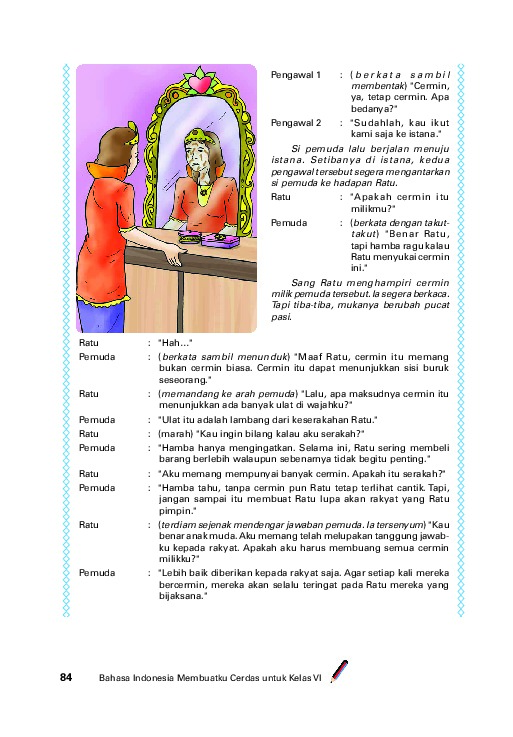 Pengawal 1 : (berkata sambil
membentak) "Cermin,
ya, tetap cermin. Apa
bedanya?"
Pengawal 2 : "Sudahlah, kau ikut
kami saja ke istana."
Si pemuda lalu berjalan menuju
istana. Setibanya di istana, kedua
pengawal tersebut segera mengantarkan
si pemuda ke hadapan Ratu.
Ratu : "Apakah cermin itu
milikmu?"
Pemuda : (berkata dengan takut-
takut) "Benar Ratu,
tapi hamba ragu kalau
Ratu menyukai cermin
ini."
Sang Ratu menghampiri cermin
milik pemuda tersebut. Ia segera berkaca.
Tapi tiba-tiba, mukanya berubah pucat
pasi.
Ratu : "Hah..."
Pemuda : (berkata sambil menunduk) "Maaf Ratu, cermin itu memang
bukan cermin biasa. Cermin itu dapat menunjukkan sisi buruk
seseorang."
Ratu : (memandang ke arah pemuda) "Lalu, apa maksudnya cermin itu
menunjukkan ada banyak ulat di wajahku?"
Pemuda : "Ulat itu adalah lambang dari keserakahan Ratu."
Ratu : (marah) "Kau ingin bilang kalau aku serakah?"
Pemuda : "Hamba hanya mengingatkan. Selama ini, Ratu sering membeli
barang berlebih walaupun sebenarnya tidak begitu penting."
Ratu : "Aku memang mempunyai banyak cermin. Apakah itu serakah?"
Pemuda : "Hamba tahu, tanpa cermin pun Ratu tetap terlihat cantik. Tapi,
jangan sampai itu membuat Ratu lupa akan rakyat yang Ratu
pimpin."
Ratu : (terdiam sejenak mendengar jawaban pemuda. Ia tersenyum) "Kau
benar anak muda. Aku memang telah melupakan tanggung jawab-
ku kepada rakyat. Apakah aku harus membuang semua cermin
milikku?"
Pemuda : "Lebih baik diberikan kepada rakyat saja. Agar setiap kali mereka
bercermin, mereka akan selalu teringat pada Ratu mereka yang
bijaksana."
84 Bahasa Indonesia Membuatku Cerdas untuk Kelas VI